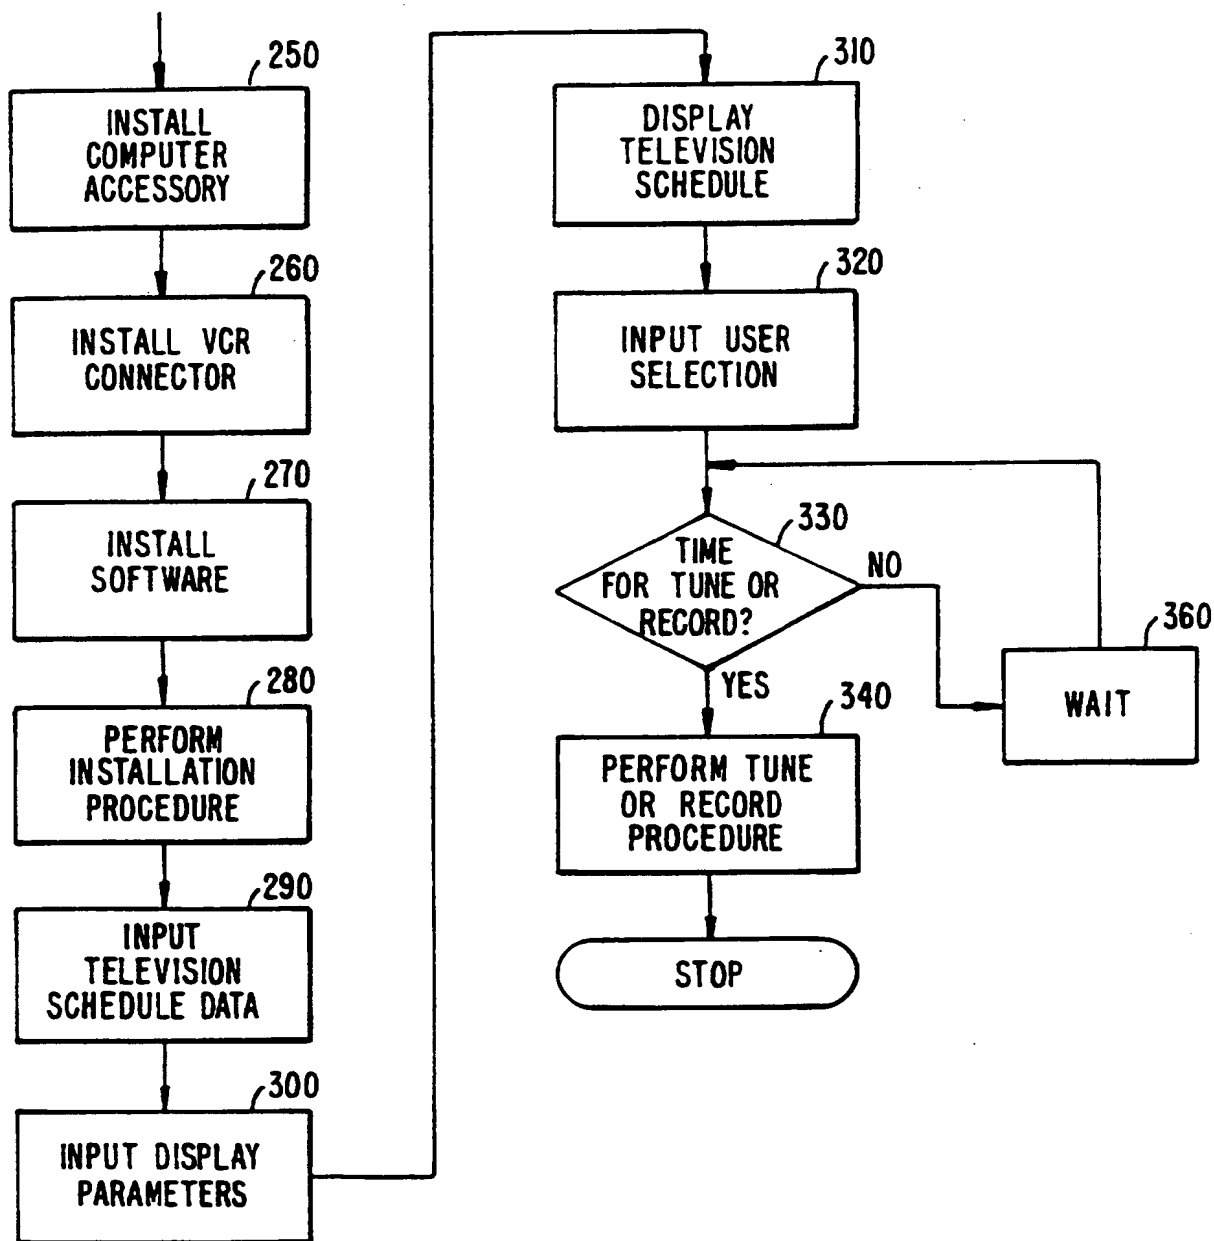 250
INSTALL
COMPUTER
ACCESSORY
260
INSTALL VCR
CONNECTOR
270
INSTALL
SOFTWARE
280
PERFORM
INSTALLATION
PROCEDURE
290
INPUT
TELEVISION
SCHEDULE DATA
300
INPUT DISPLAY
PARAMETERS
310
DISPLAY
TELEVISION
SCHEDULE
320
INPUT USER
SELECTION
330
TIME
FOR TUNE OR
RECORD?
NO
YES
360
WAIT
340
PERFORM TUNE
OR RECORD
PROCEDURE
STOP